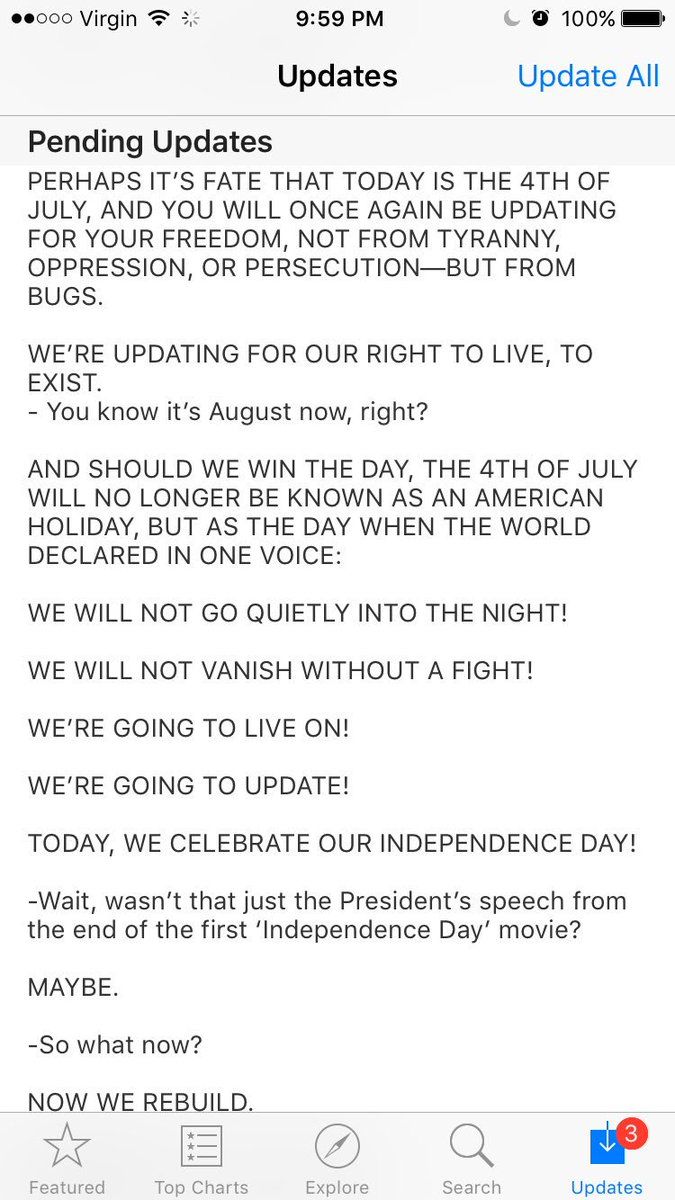 Virgin 9:59 PM 100%
Updates Update All
Pending Updates
PERHAPS IT’S FATE THAT TODAY IS THE 4TH OF
JULY, AND YOU WILL ONCE AGAIN BE UPDATING
FOR YOUR FREEDOM, NOT FROM TYRANNY,
OPPRESSION, OR PERSECUTION—BUT FROM
BUGS.
WE’RE UPDATING FOR OUR RIGHT TO LIVE, TO
EXIST.
- You know it’s August now, right?
AND SHOULD WE WIN THE DAY, THE 4TH OF JULY
WILL NO LONGER BE KNOWN AS AN AMERICAN
HOLIDAY, BUT AS THE DAY WHEN THE WORLD
DECLARED IN ONE VOICE:
WE WILL NOT GO QUIETLY INTO THE NIGHT!
WE WILL NOT VANISH WITHOUT A FIGHT!
WE’RE GOING TO LIVE ON!
WE’RE GOING TO UPDATE!
TODAY, WE CELEBRATE OUR INDEPENDENCE DAY!
-Wait, wasn’t that just the President’s speech from
the end of the first ‘Independence Day’ movie?
MAYBE.
-So what now?
NOW WE REBUILD.
3
Featured Top Charts Explore Search Updates